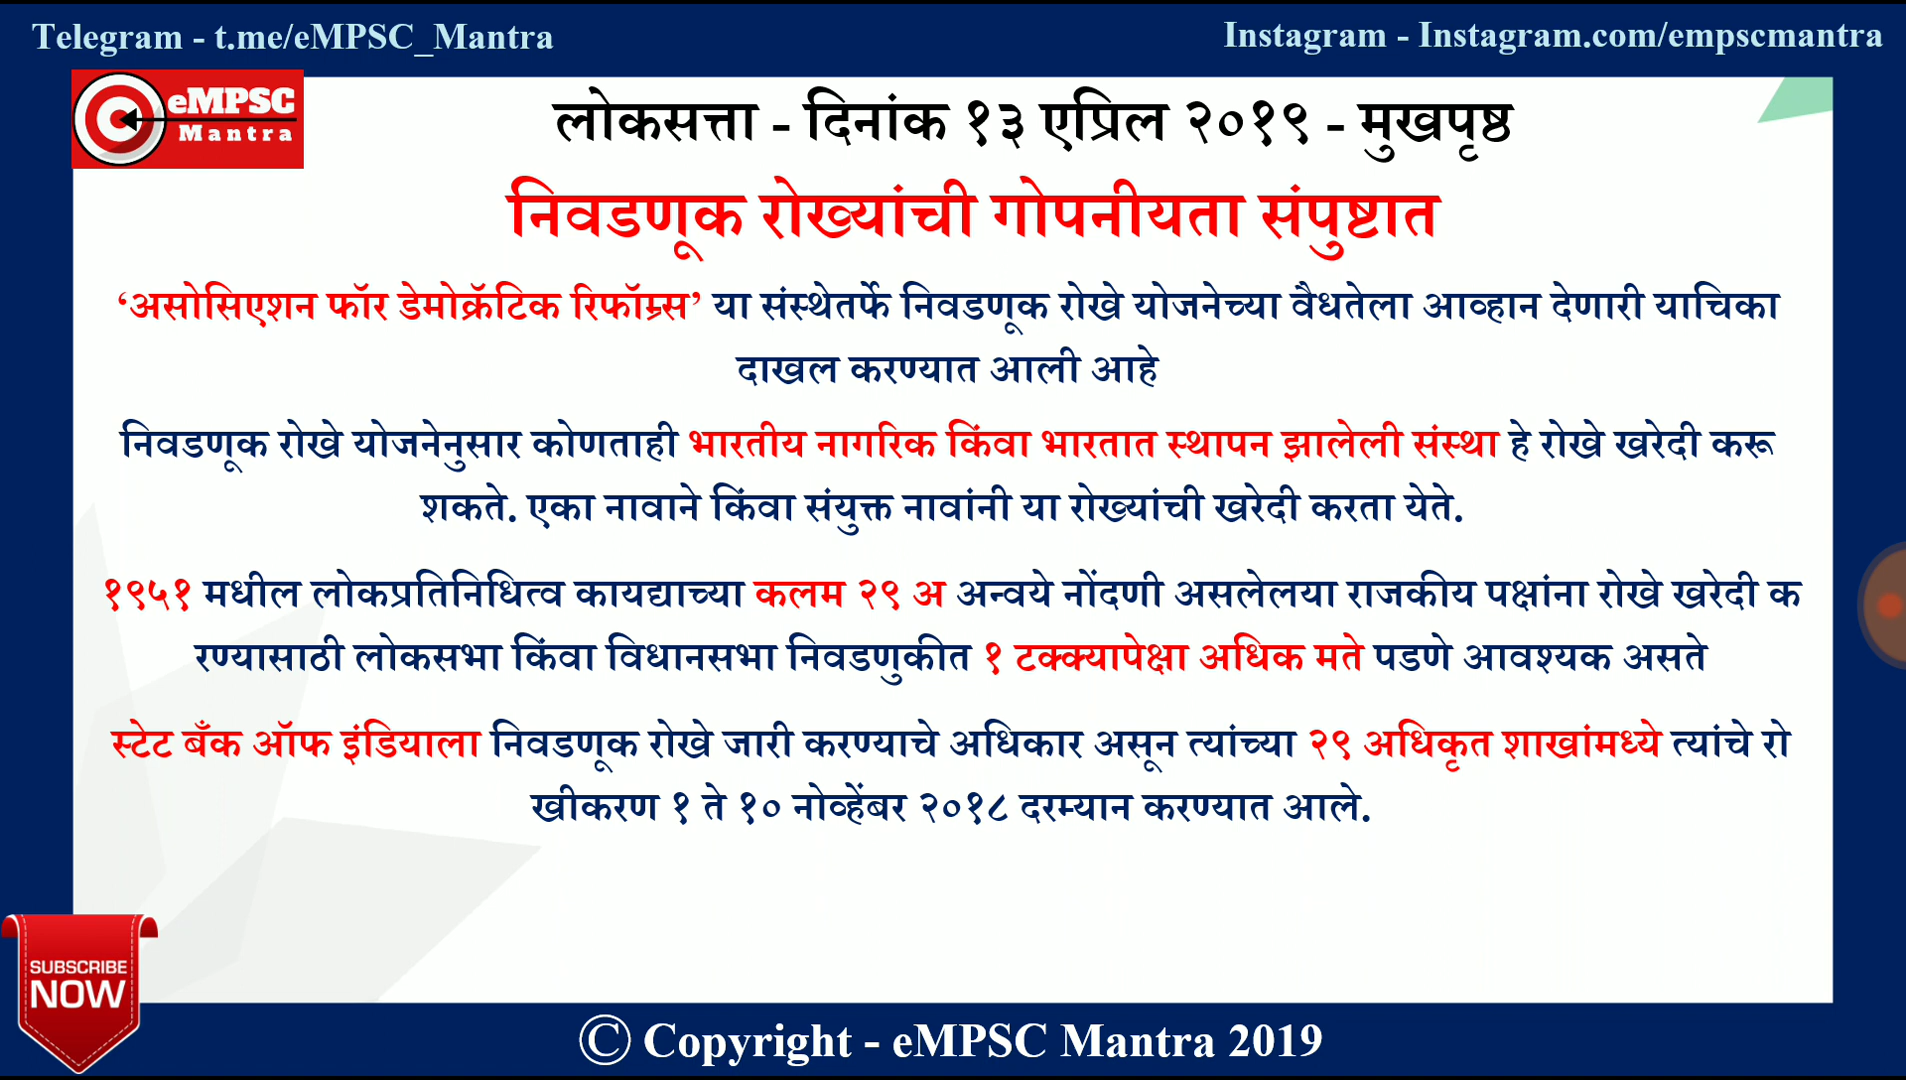 Telegram - t.me/eMPSC_Mantra
Instagram - Instagram.com/empscmantra
eMPSC
Mantra
लोकसत्ता - दिनांक १३ एप्रिल २०१९ - मुखपृष्ठ
निवडणूक रोख्यांची गोपनीयता संपुष्टात
‘असोसिएशन फॉर डेमोक्रॅटिक रिफॉम्र्स’ या संस्थेतर्फे निवडणूक रोखे योजनेच्या वैधतेला आव्हान देणारी याचिका
दाखल करण्यात आली आहे
निवडणूक रोखे योजनेनुसार कोणताही भारतीय नागरिक किंवा भारतात स्थापन झालेली संस्था हे रोखे खरेदी करू
शकते. एका नावाने किंवा संयुक्त नावांनी या रोख्यांची खरेदी करता येते.
१९५१ मधील लोकप्रतिनिधित्व कायद्याच्या कलम २९ अ अन्वये नोंदणी असलेलया राजकीय पक्षांना रोखे खरेदी क
रण्यासाठी लोकसभा किंवा विधानसभा निवडणुकीत १ टक्क्यापेक्षा अधिक मते पडणे आवश्यक असते
स्टेट बँक ऑफ इंडियाला निवडणूक रोखे जारी करण्याचे अधिकार असून त्यांच्या २९ अधिकृत शाखांमध्ये त्यांचे रो
खीकरण १ ते १० नोव्हेंबर २०१८ दरम्यान करण्यात आले.
SUBSCRIBE
NOW
© Copyright - eMPSC Mantra 2019